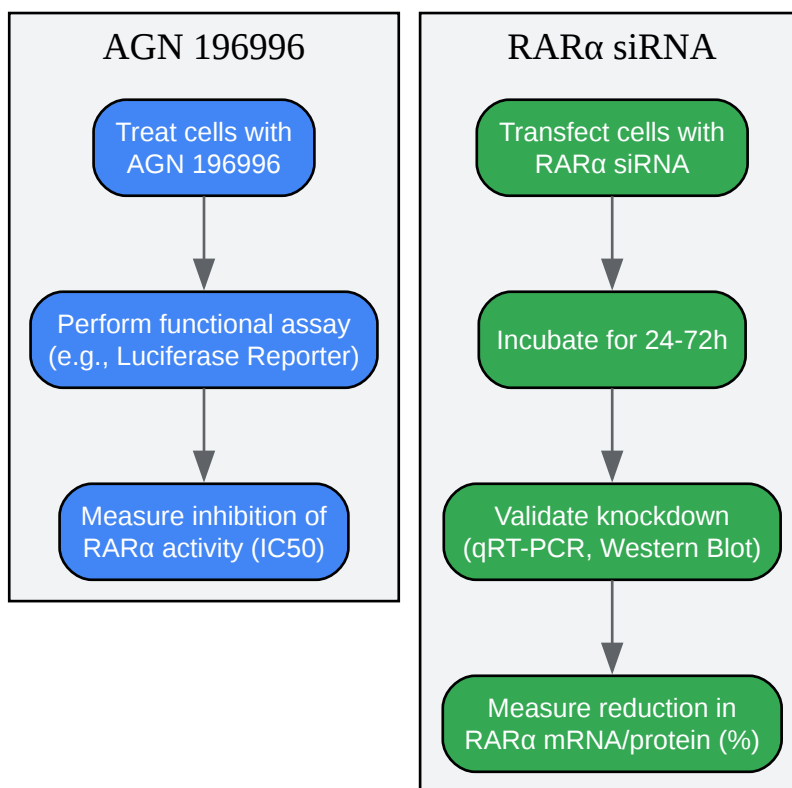 AGN 196996
Treat cells with
AGN 196996
Perform functional assay
(e.g., Luciferase Reporter)
Measure inhibition of
RARα activity (IC50)
RARα siRNA
Transfect cells with
RARα siRNA
Incubate for 24-72h
Validate knockdown
(qRT-PCR, Western Blot)
Measure reduction in
RARα mRNA/protein (%)